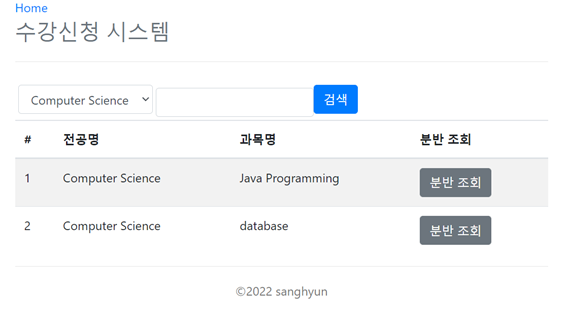 Home
수강신청 시스템
Computer Science 검색
# 전공명 과목명 분반 조회
1 Computer Science Java Programming 분반 조회
2 Computer Science database 분반 조회
©2022 sanghyun